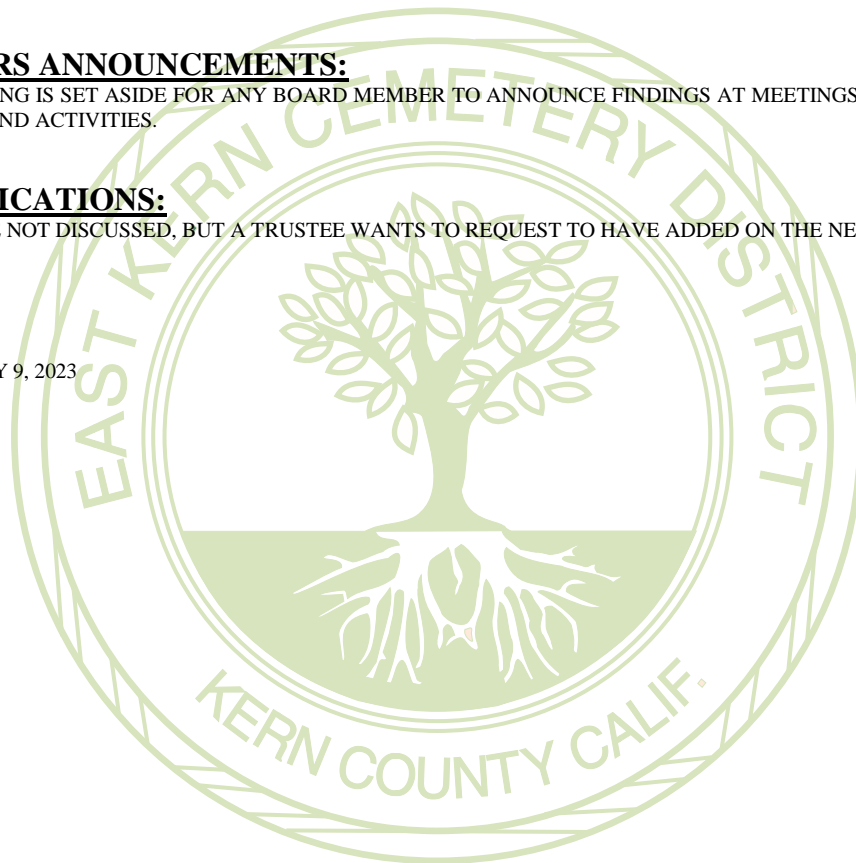 RS ANNOUNCEMENTS:
NG IS SET ASIDE FOR ANY BOARD MEMBER TO ANNOUNCE FINDINGS AT MEETINGS
ND ACTIVITIES.
ICATIONS:
NOT DISCUSSED, BUT A TRUSTEE WANTS TO REQUEST TO HAVE ADDED ON THE NE
Y 9, 2023
EAST KERN CEMETERY DISTRICT
KERN COUNTY CALIF.